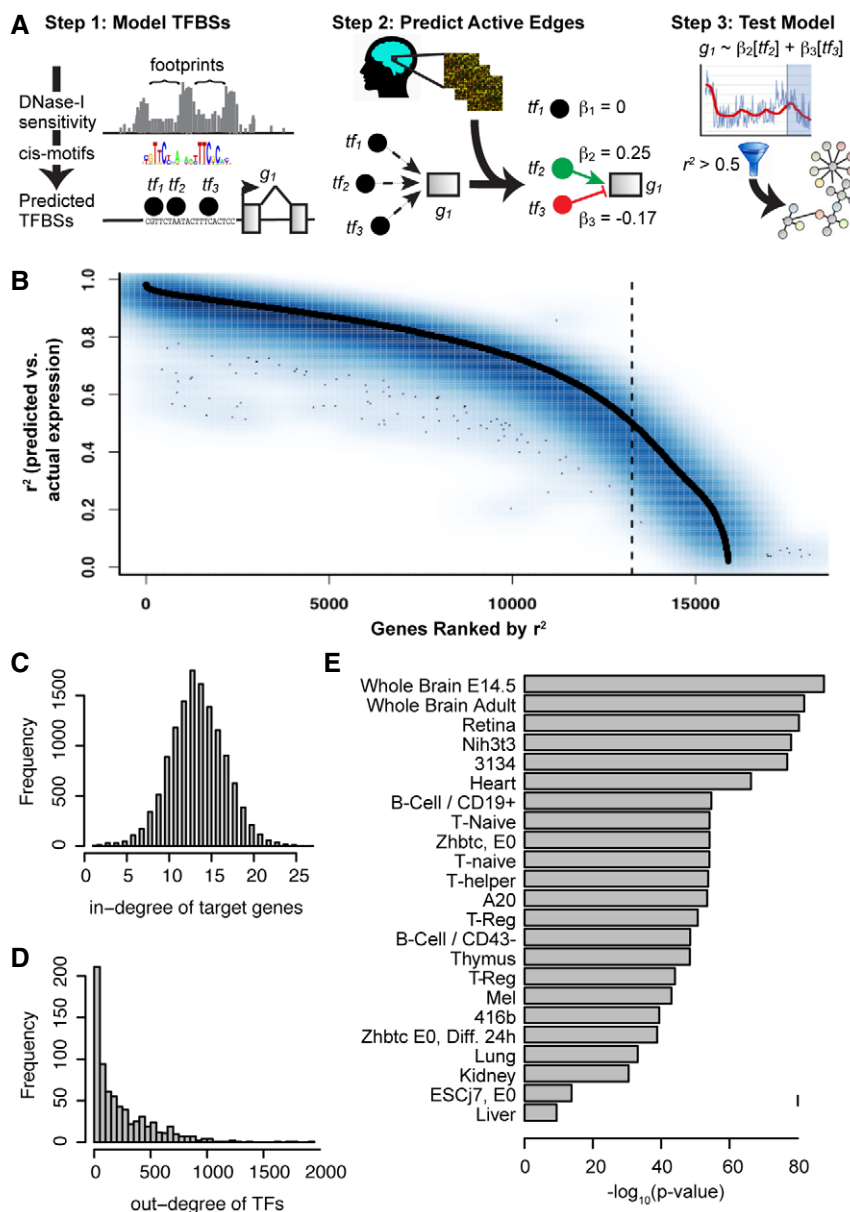 A
Step 1: Model TFBSs
Step 2: Predict Active Edges
Step 3: Test Model
footprints
DNase-I
sensitivity
cis-motifs
Predicted
TFBSs
tf1 tf2 tf3
g1
CGTTCTAATACTTTCACTCC
tf1
tf2
tf3
g1
tf1
β1 = 0
β2 = 0.25
tf2
g1
tf3
β3 = -0.17
g1 ~ β2[tf2] + β3[tf3]
r² > 0.5
B
r² (predicted vs.
actual expression)
0.0 0.2 0.4 0.6 0.8 1.0
0 5000 10000 15000
Genes Ranked by r²
C
Frequency
0 500 1000 1500
0 5 10 15 20 25
in-degree of target genes
D
Frequency
0 50 100 150 200
0 500 1000 1500 2000
out-degree of TFs
E
Whole Brain E14.5
Whole Brain Adult
Retina
Nih3t3
3134
Heart
B-Cell / CD19+
T-Naive
Zhbtc, E0
T-naive
T-helper
A20
T-Reg
B-Cell / CD43-
Thymus
T-Reg
Mel
416b
Zhbtc E0, Diff. 24h
Lung
Kidney
ESCj7, E0
Liver
0 20 40 60 80
-log10(p-value)